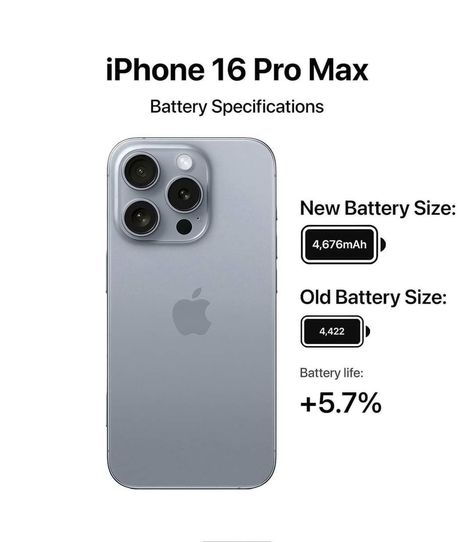 iPhone 16 Pro Max
Battery Specifications
New Battery Size:
4,676mAh
Old Battery Size:
4,422
Battery life:
+5.7%